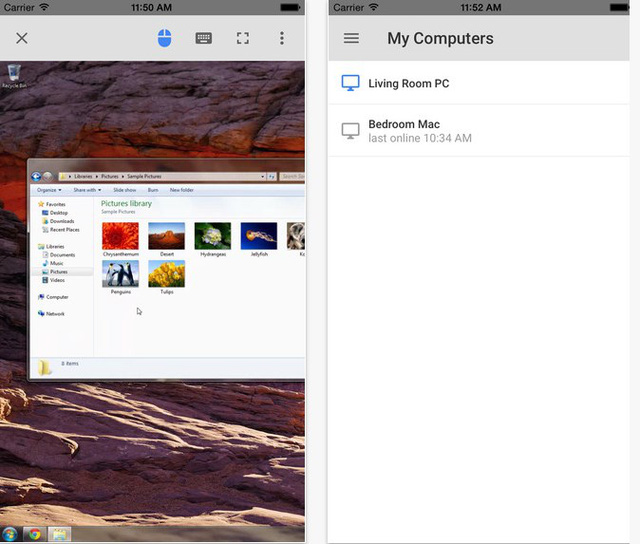 Carrier 11:50 AM
Recycle Bin
Libraries Pictures Sample Pictures
Organize Share with Slide show Burn New folder
Favorites
Desktop
Downloads
Recent Places
Libraries
Documents
Music
Pictures
Videos
Computer
Network
Pictures library
Sample Pictures
Chrysanthemum Desert Hydrangeas Jellyfish
Penguins Tulips
8 items
Carrier 11:52 AM
My Computers
Living Room PC
Bedroom Mac
last online 10:34 AM